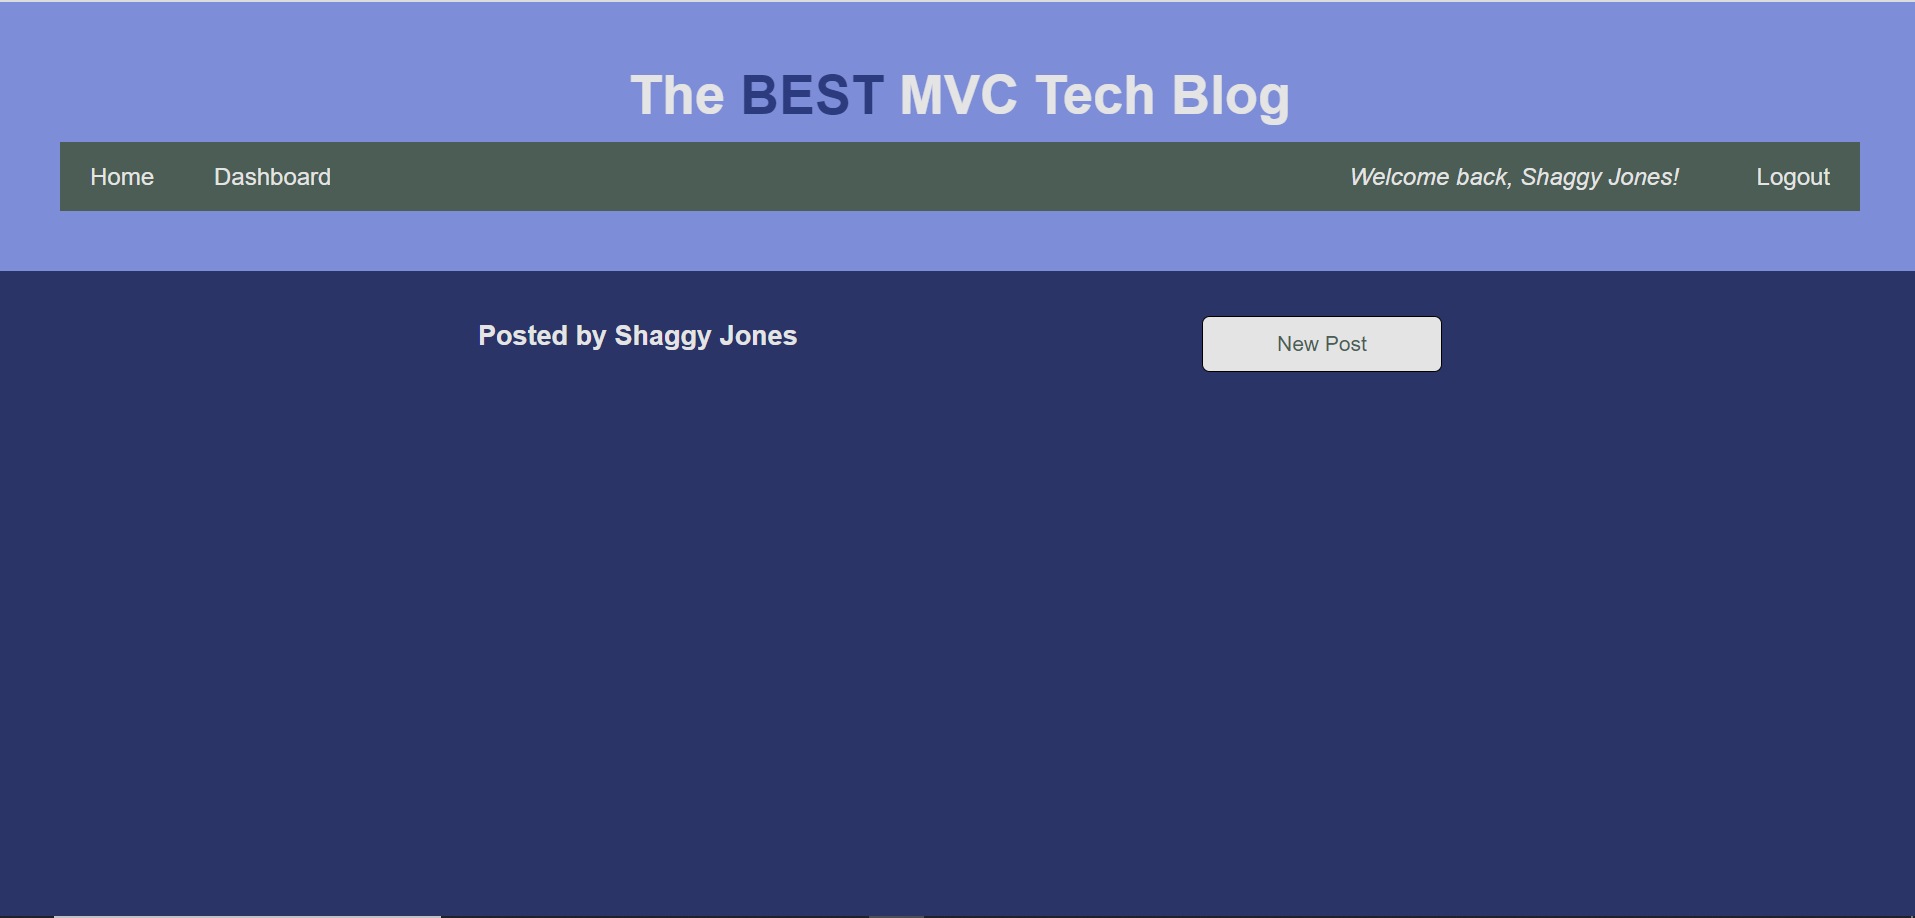 The BEST MVC Tech Blog
Home Dashboard Welcome back, Shaggy Jones! Logout
Posted by Shaggy Jones New Post